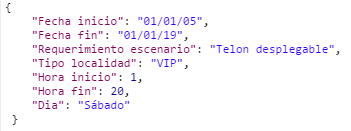 {
"Fecha inicio": "01/01/05",
"Fecha fin": "01/01/19",
"Requerimiento escenario": "Telon desplegable",
"Tipo localidad": "VIP",
"Hora inicio": 1,
"Hora fin": 20,
"Dia": "Sábado"
}